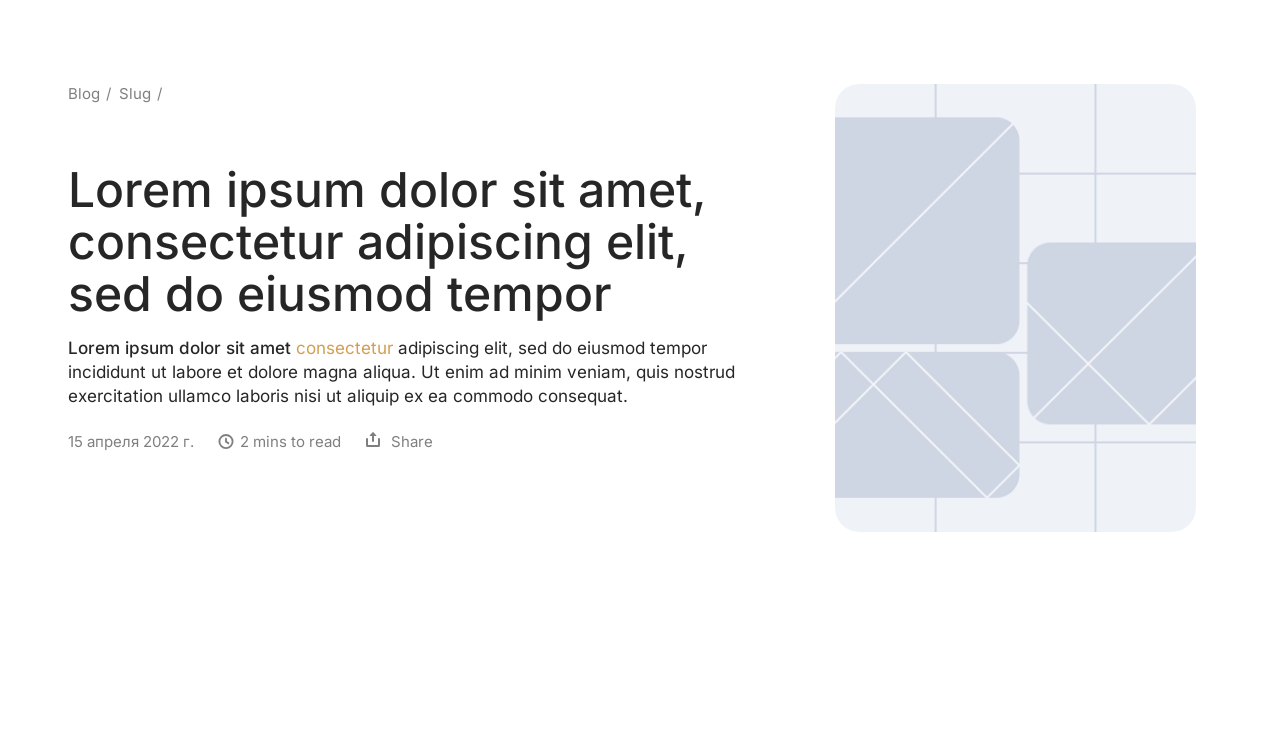 Blog / Slug /
Lorem ipsum dolor sit amet,
consectetur adipiscing elit,
sed do eiusmod tempor
Lorem ipsum dolor sit amet consectetur adipiscing elit, sed do eiusmod tempor
incididunt ut labore et dolore magna aliqua. Ut enim ad minim veniam, quis nostrud
exercitation ullamco laboris nisi ut aliquip ex ea commodo consequat.
15 апреля 2022 г. 2 mins to read Share